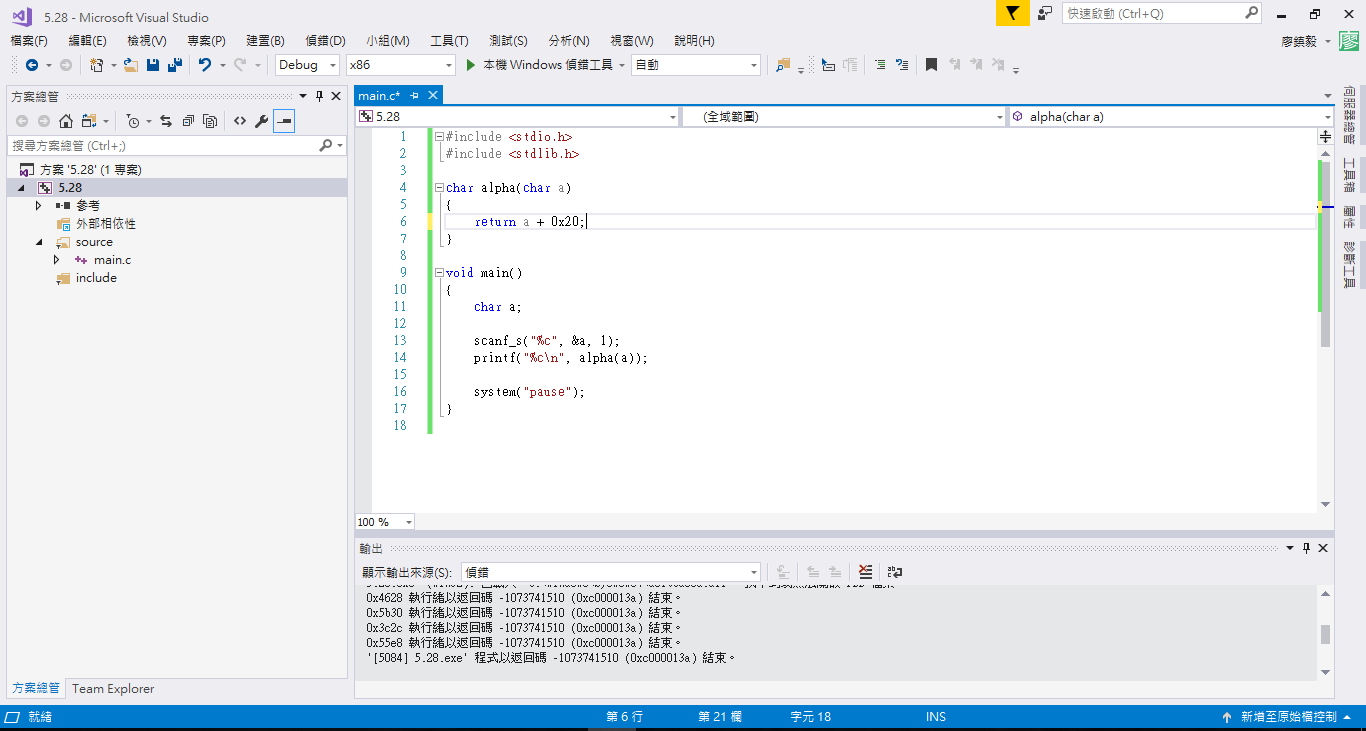 5.28 - Microsoft Visual Studio
快速啟動 (Ctrl+Q)
檔案(F) 編輯(E) 檢視(V) 專案(P) 建置(B) 偵錯(D) 小組(M) 工具(T) 測試(S) 分析(N) 視窗(W) 說明(H)
廖鎮毅 廖
Debug x86 本機 Windows 偵錯工具 自動
方案總管
搜尋方案總管 (Ctrl+;)
方案 '5.28' (1 專案)
5.28
參考
外部相依性
source
main.c
include
方案總管 Team Explorer
main.c*
5.28 (全域範圍) alpha(char a)
1 #include <stdio.h>
2 #include <stdlib.h>
3
4 char alpha(char a)
5 {
6 return a + 0x20;
7 }
8
9 void main()
10 {
11 char a;
12
13 scanf_s("%c", &a, 1);
14 printf("%c\n", alpha(a));
15
16 system("pause");
17 }
18
100 %
輸出
顯示輸出來源(S): 偵錯
0x4628 執行緒以返回碼 -1073741510 (0xc000013a) 結束。
0x5b30 執行緒以返回碼 -1073741510 (0xc000013a) 結束。
0x3c2c 執行緒以返回碼 -1073741510 (0xc000013a) 結束。
0x55e8 執行緒以返回碼 -1073741510 (0xc000013a) 結束。
'[5084] 5.28.exe' 程式以返回碼 -1073741510 (0xc000013a) 結束。
伺服器總管
工具箱
屬性
診斷工具
就緒 第 6 行 第 21 欄 字元 18 INS 新增至原始檔控制